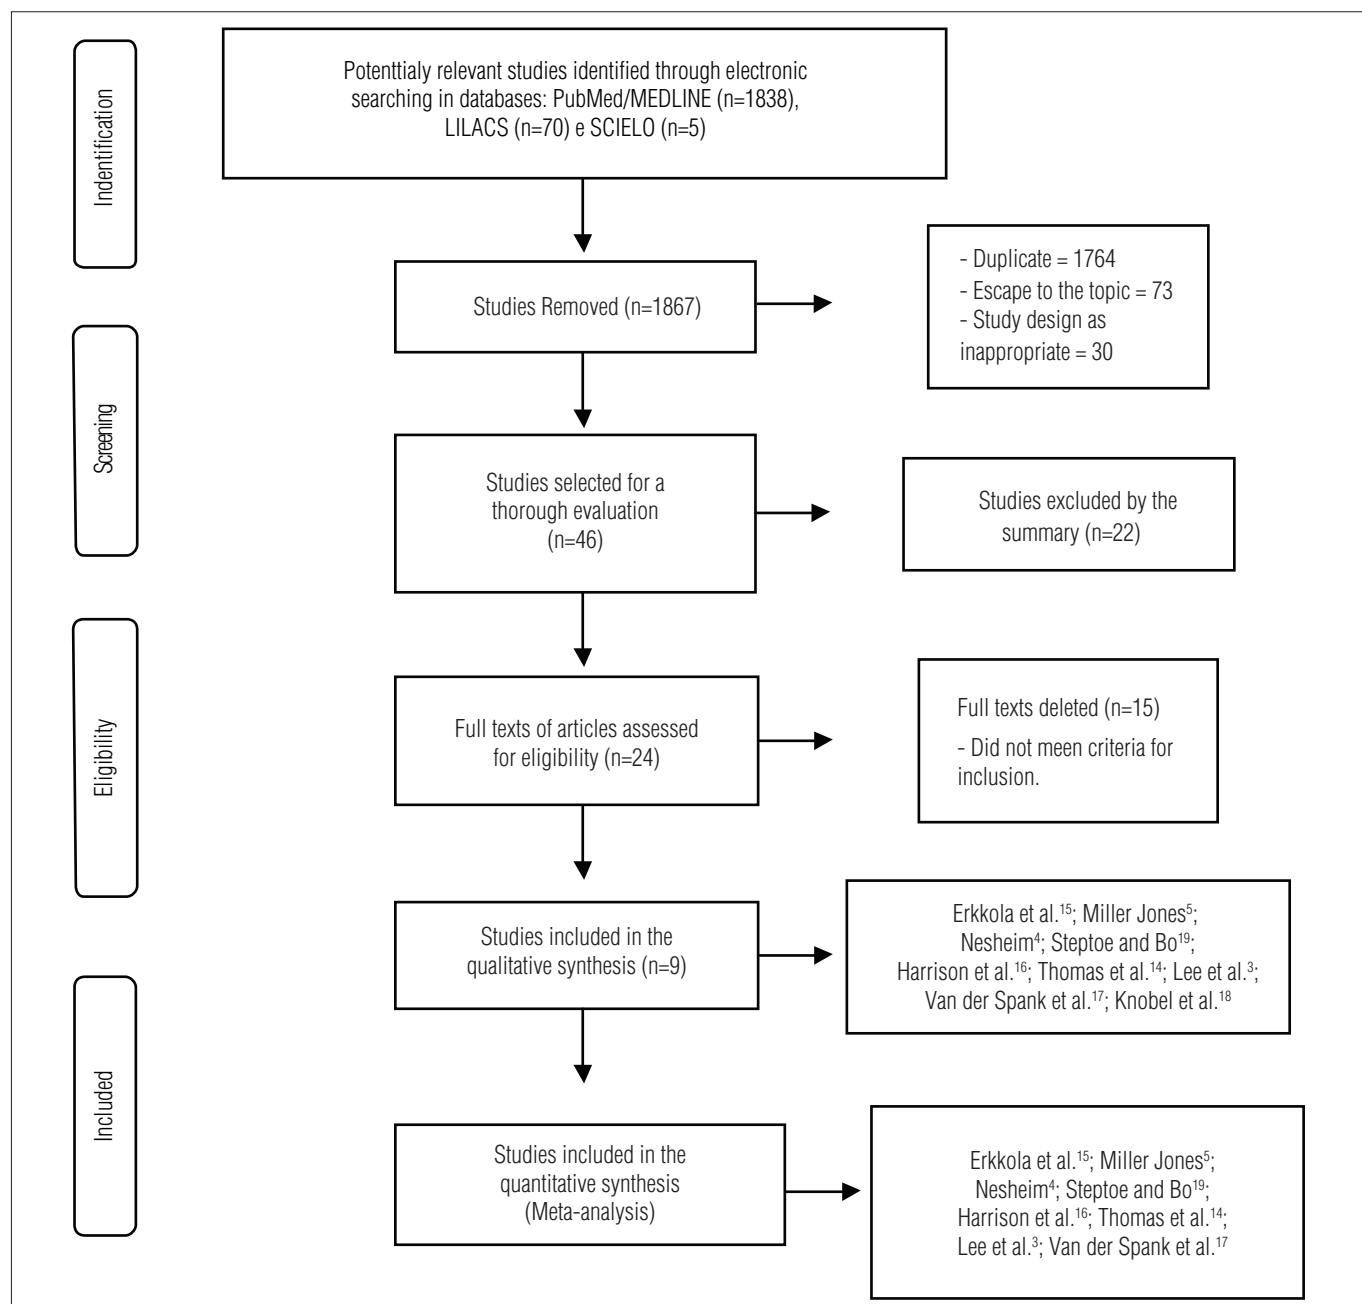 Indentification
Potenttialy relevant studies identified through electronic
searching in databases: PubMed/MEDLINE (n=1838),
LILACS (n=70) e SCIELO (n=5)
Studies Removed (n=1867)
- Duplicate = 1764
- Escape to the topic = 73
- Study design as
inappropriate = 30
Screening
Studies selected for a
thorough evaluation
(n=46)
Studies excluded by the
summary (n=22)
Eligibility
Full texts of articles assessed
for eligibility (n=24)
Full texts deleted (n=15)
- Did not meen criteria for
inclusion.
Studies included in the
qualitative synthesis (n=9)
Erkkola et al.¹⁵; Miller Jones⁵;
Nesheim⁴; Steptoe and Bo¹⁹;
Harrison et al.¹⁶; Thomas et al.¹⁴; Lee et al.³;
Van der Spank et al.¹⁷; Knobel et al.¹⁸
Included
Studies included in the
quantitative synthesis
(Meta-analysis)
Erkkola et al.¹⁵; Miller Jones⁵;
Nesheim⁴; Steptoe and Bo¹⁹;
Harrison et al.¹⁶; Thomas et al.¹⁴;
Lee et al.³; Van der Spank et al.¹⁷